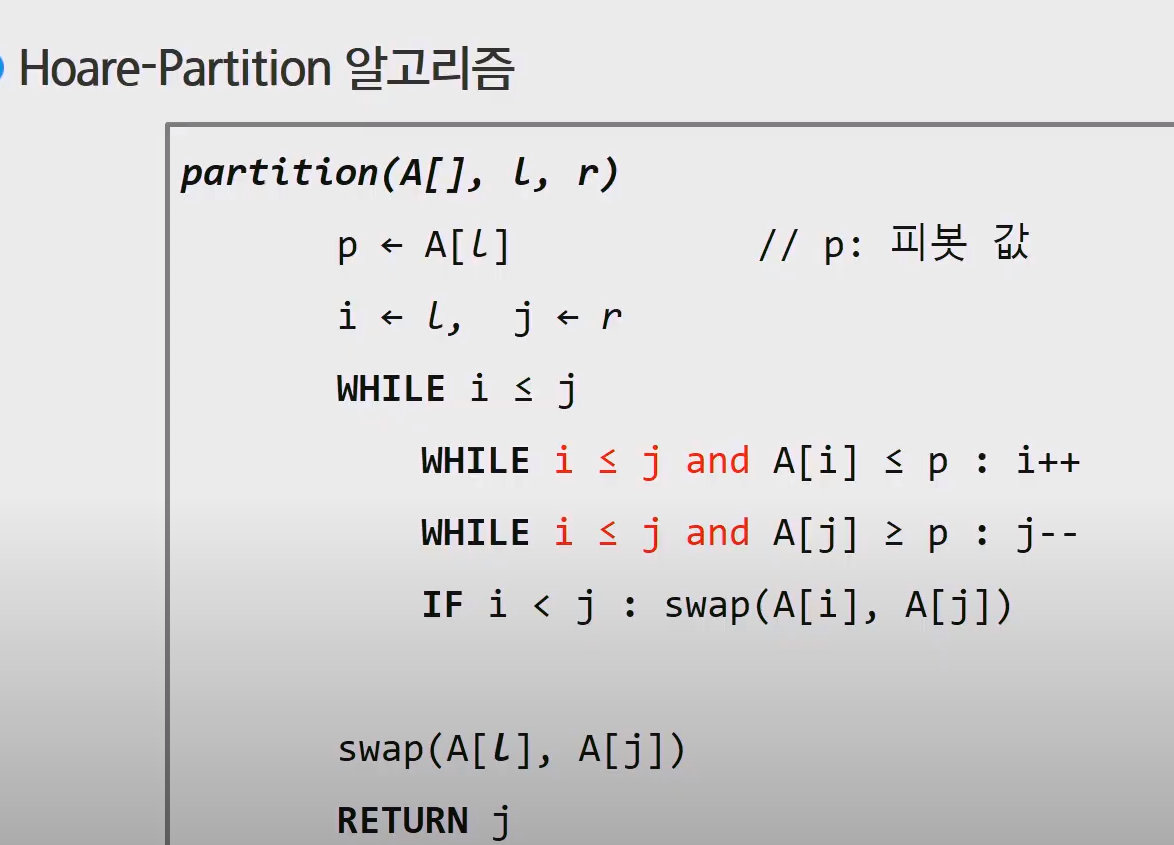 Hoare-Partition 알고리즘
partition(A[], l, r)
p ← A[l] // p: 피봇 값
i ← l, j ← r
WHILE i ≤ j
WHILE i ≤ j and A[i] ≤ p : i++
WHILE i ≤ j and A[j] ≥ p : j--
IF i < j : swap(A[i], A[j])
swap(A[l], A[j])
RETURN j